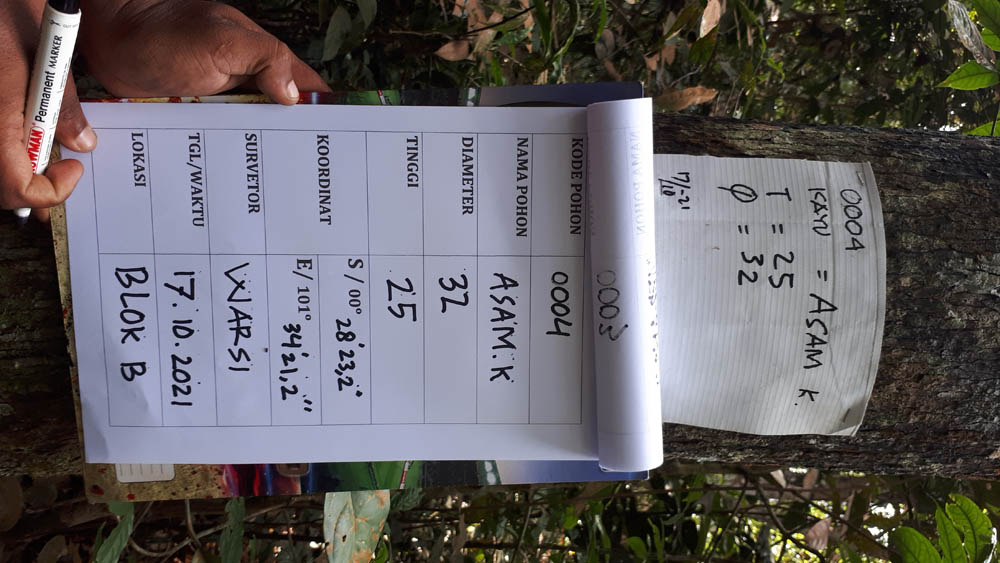 0004
KAYU = ASAM K.
T = 25
Ø = 32
17/10-21
NAMA POHON
0003
KODE POHON 0004
NAMA POHON ASAM.K
DIAMETER 32
TINGGI 25
KOORDINAT S / 00° 28'23,2"
E/ 101° 34'21,2"
SURVETOR WARSI
TGL/WAKTU 17.10.2021
LOKASI BLOK B
SNOWMAN
Permanent MARKER